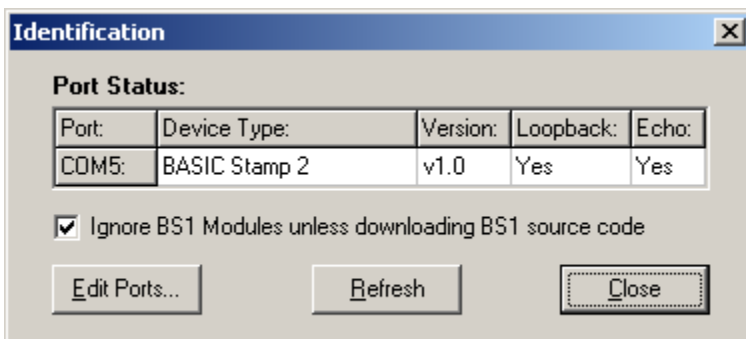 Identification
Port Status:
Port: Device Type: Version: Loopback: Echo:
COM5: BASIC Stamp 2 v1.0 Yes Yes
Ignore BS1 Modules unless downloading BS1 source code
Edit Ports... Refresh Close